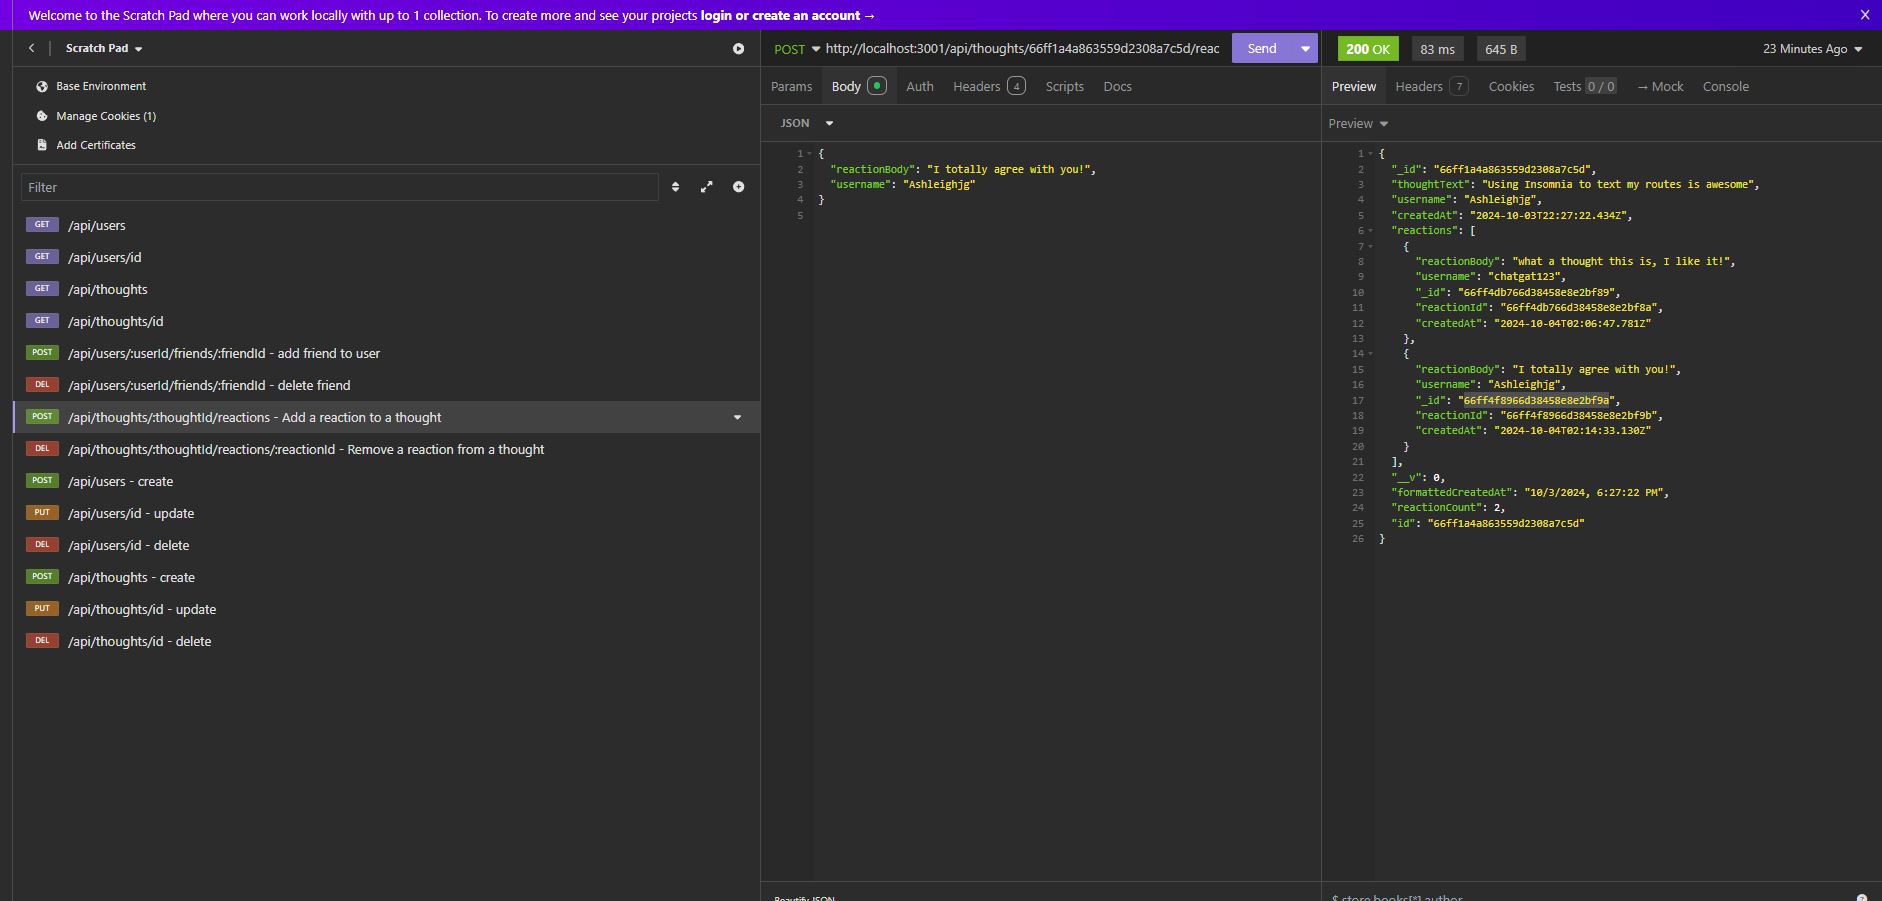 Welcome to the Scratch Pad where you can work locally with up to 1 collection. To create more and see your projects login or create an account →
Scratch Pad
Base Environment
Manage Cookies (1)
Add Certificates
Filter
GET /api/users
GET /api/users/id
GET /api/thoughts
GET /api/thoughts/id
POST /api/users/:userId/friends/:friendId - add friend to user
DEL /api/users/:userId/friends/:friendId - delete friend
POST /api/thoughts/:thoughtId/reactions - Add a reaction to a thought
DEL /api/thoughts/:thoughtId/reactions/:reactionId - Remove a reaction from a thought
POST /api/users - create
PUT /api/users/id - update
DEL /api/users/id - delete
POST /api/thoughts - create
PUT /api/thoughts/id - update
DEL /api/thoughts/id - delete
POST http://localhost:3001/api/thoughts/66ff1a4a863559d2308a7c5d/reac Send
Params Body Auth Headers 4 Scripts Docs
JSON
1 {
2 "reactionBody": "I totally agree with you!",
3 "username": "Ashleighjg"
4 }
5
Beautify JSON
200 OK 83 ms 645 B 23 Minutes Ago
Preview Headers 7 Cookies Tests 0 / 0 → Mock Console
Preview
1 {
2 "_id": "66ff1a4a863559d2308a7c5d",
3 "thoughtText": "Using Insomnia to text my routes is awesome",
4 "username": "Ashleighjg",
5 "createdAt": "2024-10-03T22:27:22.434Z",
6 "reactions": [
7 {
8 "reactionBody": "what a thought this is, I like it!",
9 "username": "chatgat123",
10 "_id": "66ff4db766d38458e8e2bf89",
11 "reactionId": "66ff4db766d38458e8e2bf8a",
12 "createdAt": "2024-10-04T02:06:47.781Z"
13 },
14 {
15 "reactionBody": "I totally agree with you!",
16 "username": "Ashleighjg",
17 "_id": "66ff4f8966d38458e8e2bf9a",
18 "reactionId": "66ff4f8966d38458e8e2bf9b",
19 "createdAt": "2024-10-04T02:14:33.130Z"
20 }
21 ],
22 "__v": 0,
23 "formattedCreatedAt": "10/3/2024, 6:27:22 PM",
24 "reactionCount": 2,
25 "id": "66ff1a4a863559d2308a7c5d"
26 }
$.store.books[*].author